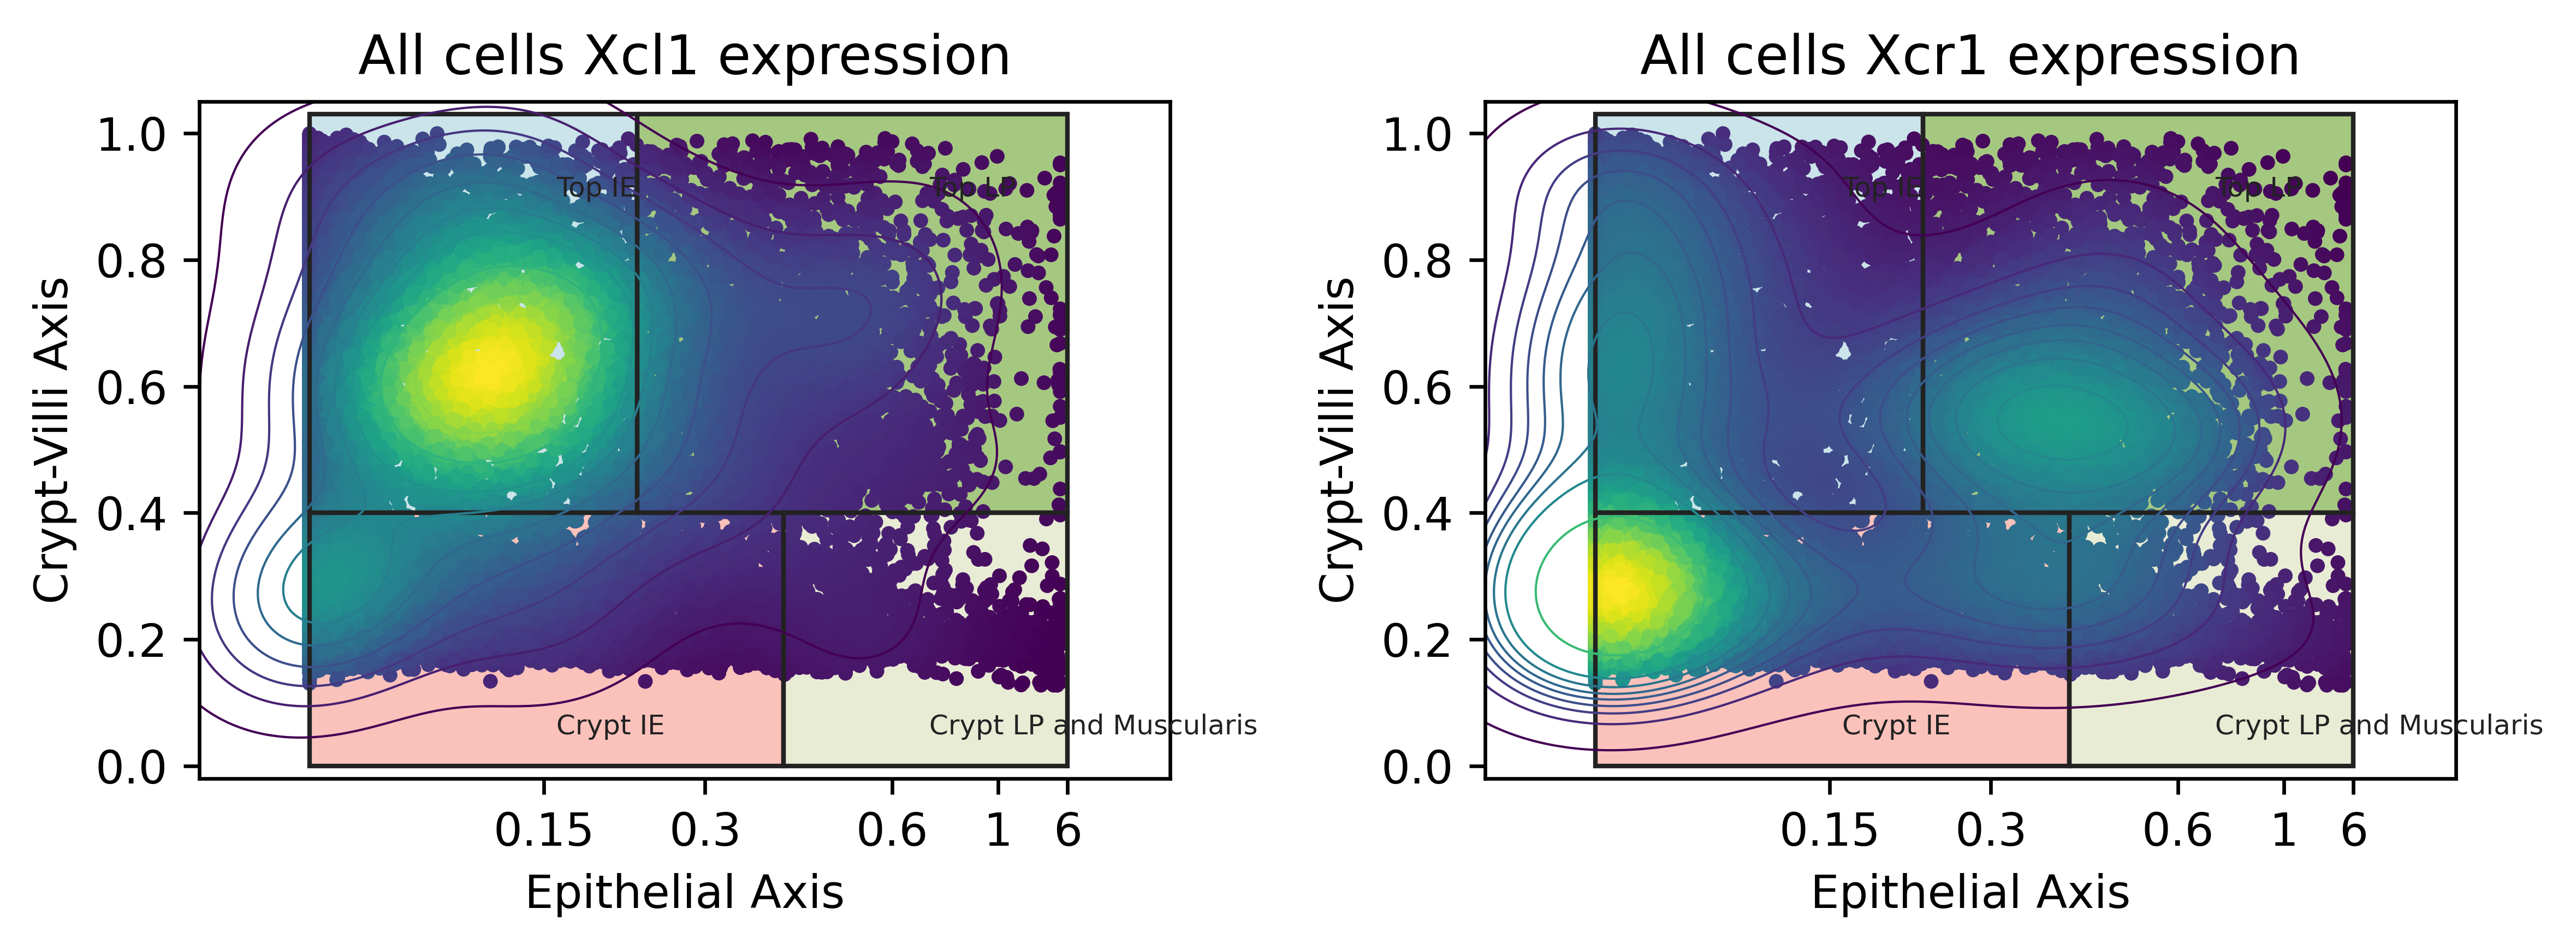 All cells Xcl1 expression
Crypt-Villi Axis
1.0
0.8
0.6
0.4
0.2
0.0
Top IE
Top LP
Crypt IE
Crypt LP and Muscularis
0.15 0.3 0.6 1 6
Epithelial Axis
All cells Xcr1 expression
Crypt-Villi Axis
1.0
0.8
0.6
0.4
0.2
0.0
Top IE
Top LP
Crypt IE
Crypt LP and Muscularis
0.15 0.3 0.6 1 6
Epithelial Axis